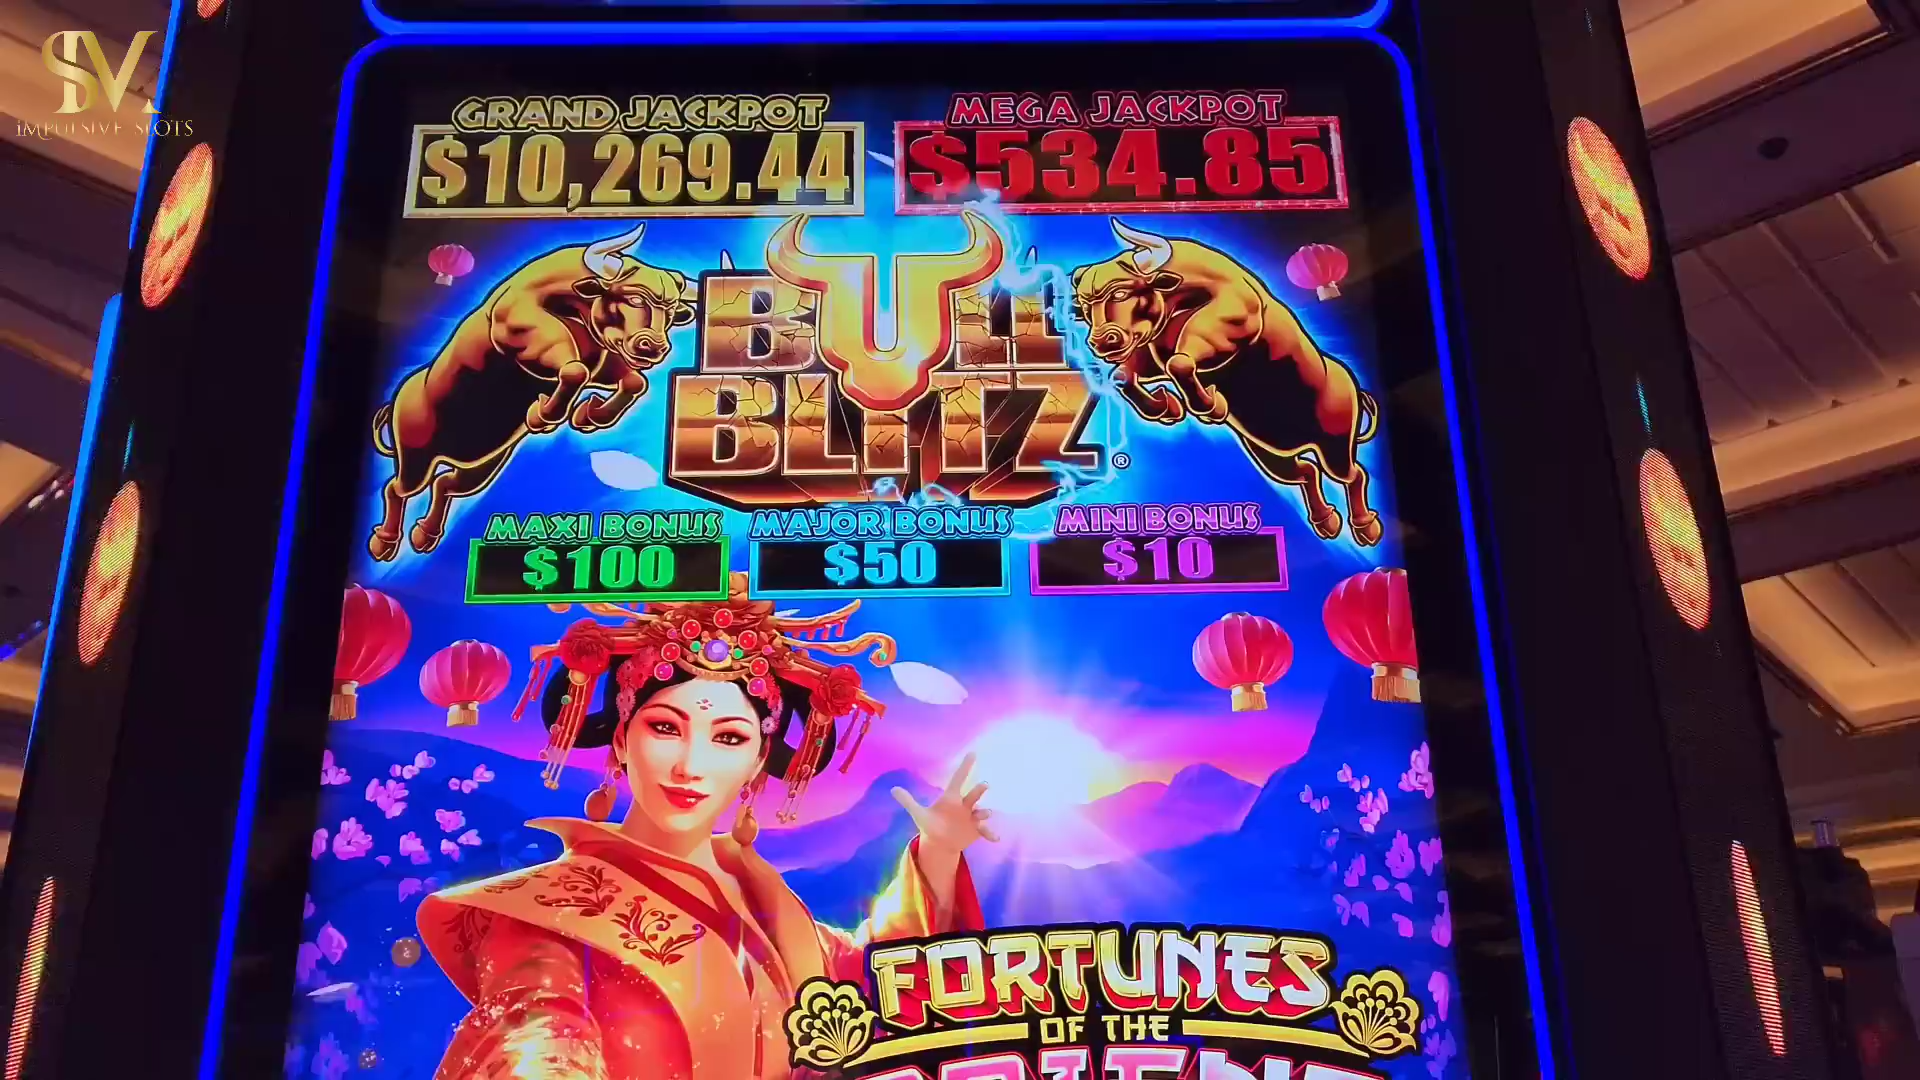 SV
IMPULSIVE SLOTS
GRAND JACKPOT
$10,269.44
MEGA JACKPOT
$534.85
BULL
BLITZ®
MAXI BONUS
$100
MAJOR BONUS
$50
MINI BONUS
$10
FORTUNES
OF THE
ORIENT